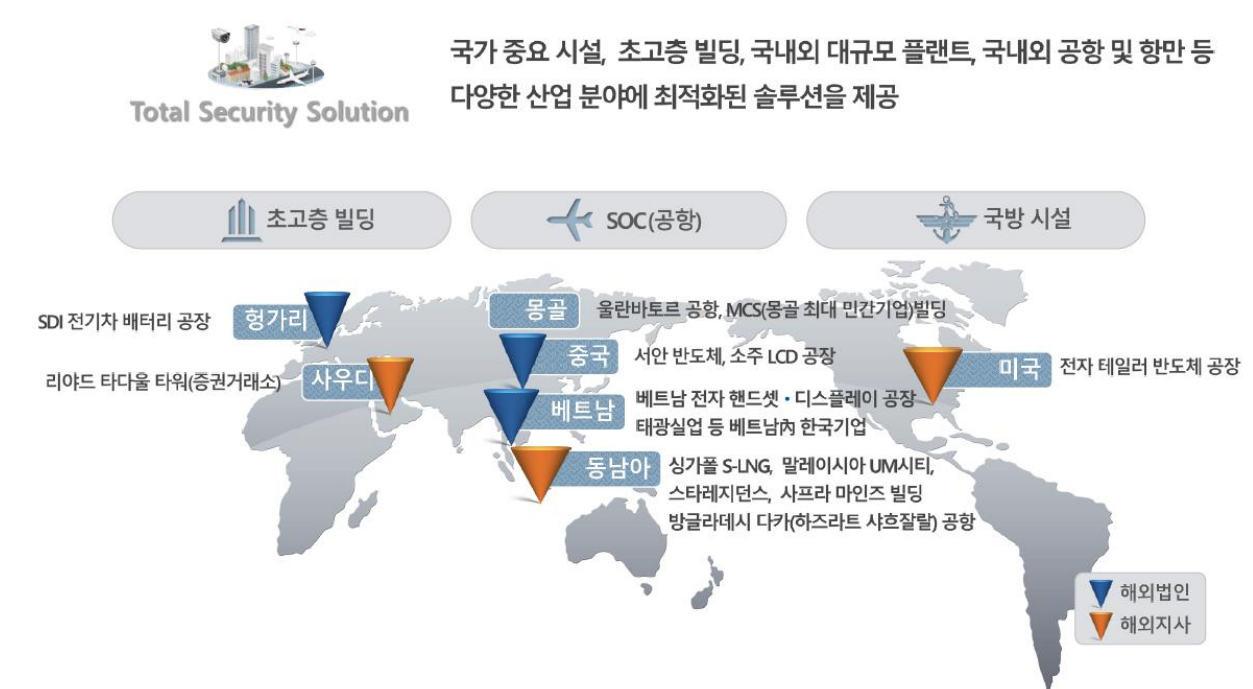 Total Security Solution
국가 중요 시설, 초고층 빌딩, 국내외 대규모 플랜트, 국내외 공항 및 항만 등
다양한 산업 분야에 최적화된 솔루션을 제공
초고층 빌딩
SOC(공항)
국방 시설
SDI 전기차 배터리 공장
헝가리
리야드 타다울 타워(증권거래소)
사우디
몽골
울란바토르 공항, MCS(몽골 최대 민간기업)빌딩
중국
서안 반도체, 소주 LCD 공장
베트남
베트남 전자 핸드셋•디스플레이 공장
태광실업 등 베트남內 한국기업
동남아
싱가폴 S-LNG, 말레이시아 UM시티,
스타레지던스, 사프라 마인즈 빌딩
방글라데시 다카(하즈라트 샤흐잘랄) 공항
미국
전자 테일러 반도체 공장
해외법인
해외지사